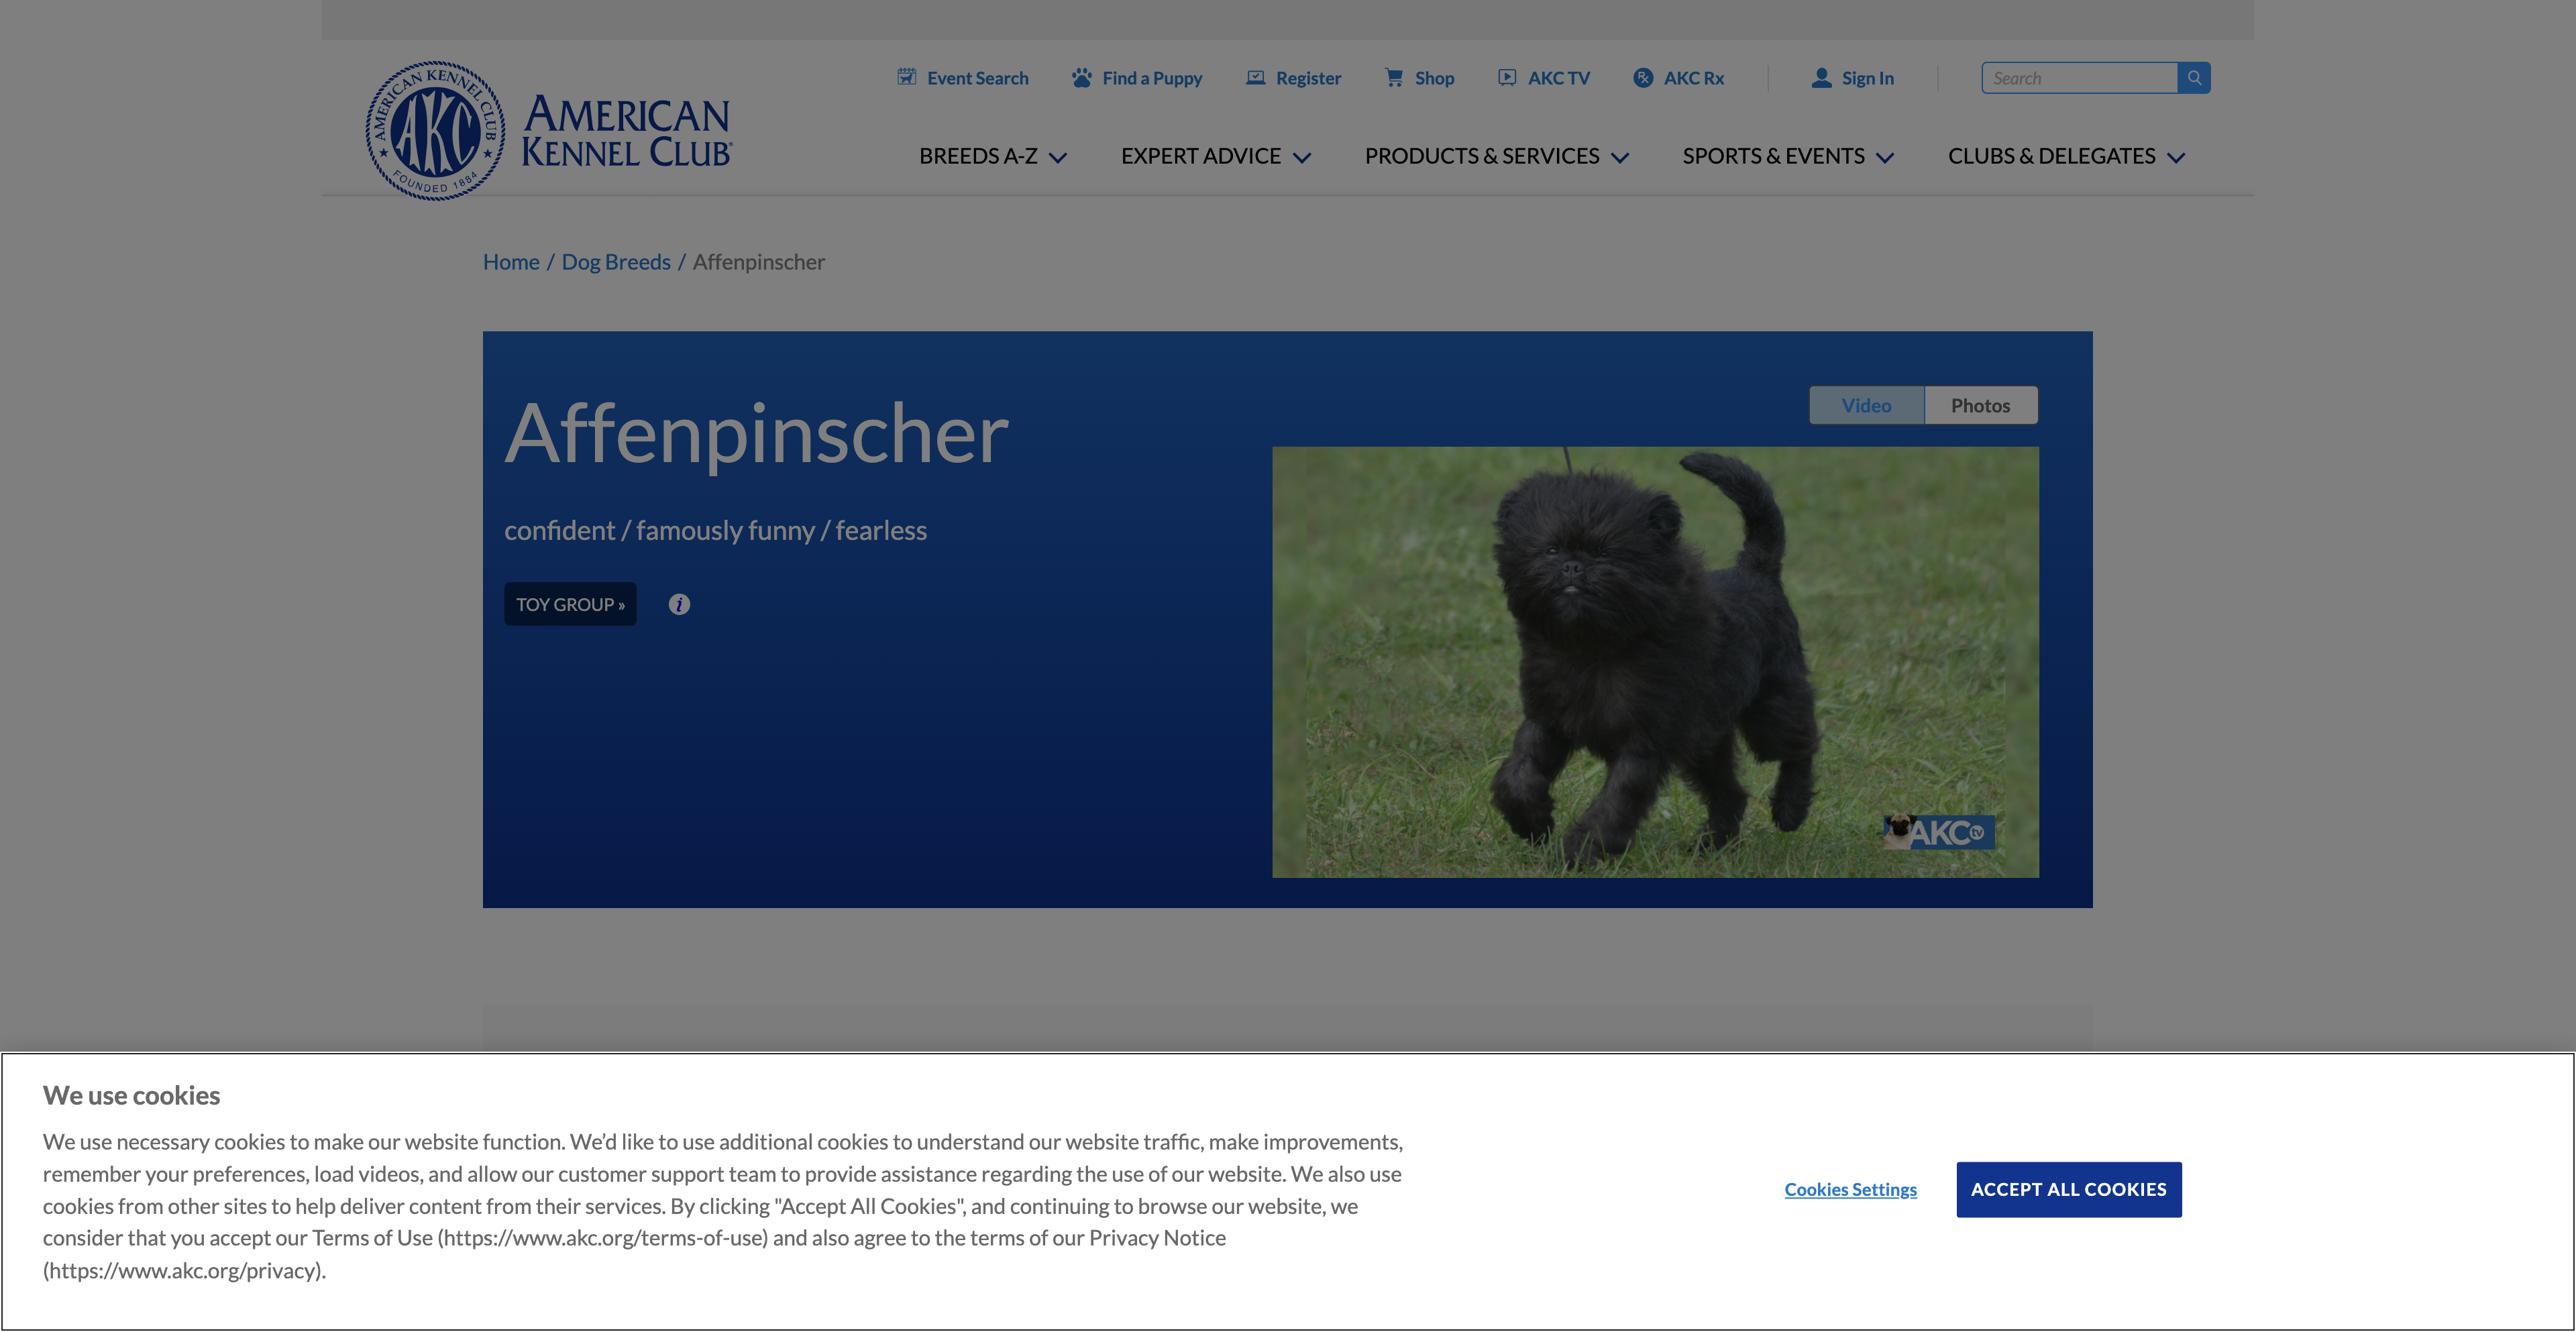 AMERICAN KENNEL CLUB
AKC
FOUNDED 1884
AMERICAN
KENNEL CLUB
Event Search
Find a Puppy
Register
Shop
AKC TV
AKC Rx
Sign In
Search
BREEDS A-Z
EXPERT ADVICE
PRODUCTS & SERVICES
SPORTS & EVENTS
CLUBS & DELEGATES
Home / Dog Breeds / Affenpinscher
Affenpinscher
Video
Photos
confident / famously funny / fearless
TOY GROUP »
i
AKC tv
We use cookies
We use necessary cookies to make our website function. We’d like to use additional cookies to understand our website traffic, make improvements,
remember your preferences, load videos, and allow our customer support team to provide assistance regarding the use of our website. We also use
cookies from other sites to help deliver content from their services. By clicking "Accept All Cookies", and continuing to browse our website, we
consider that you accept our Terms of Use (https://www.akc.org/terms-of-use) and also agree to the terms of our Privacy Notice
(https://www.akc.org/privacy).
Cookies Settings
ACCEPT ALL COOKIES